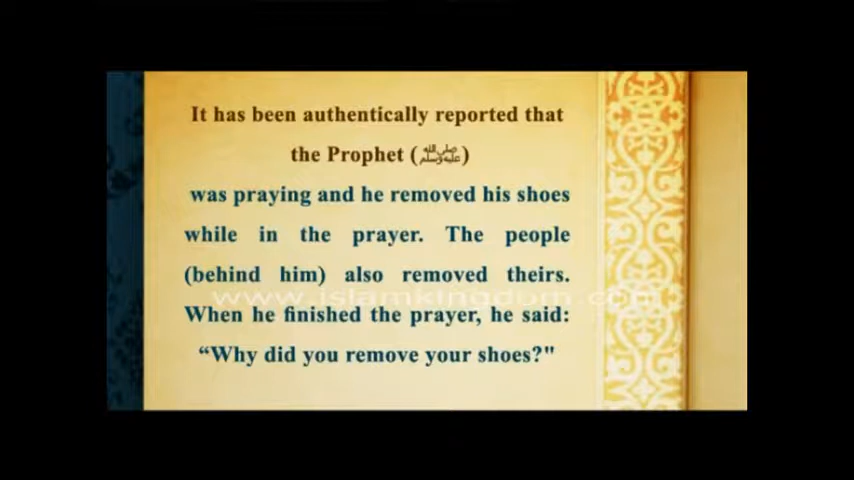 It has been authentically reported that
the Prophet (ﷺ)
was praying and he removed his shoes
while in the prayer. The people
(behind him) also removed theirs.
www.islamkingdom.com
When he finished the prayer, he said:
“Why did you remove your shoes?"